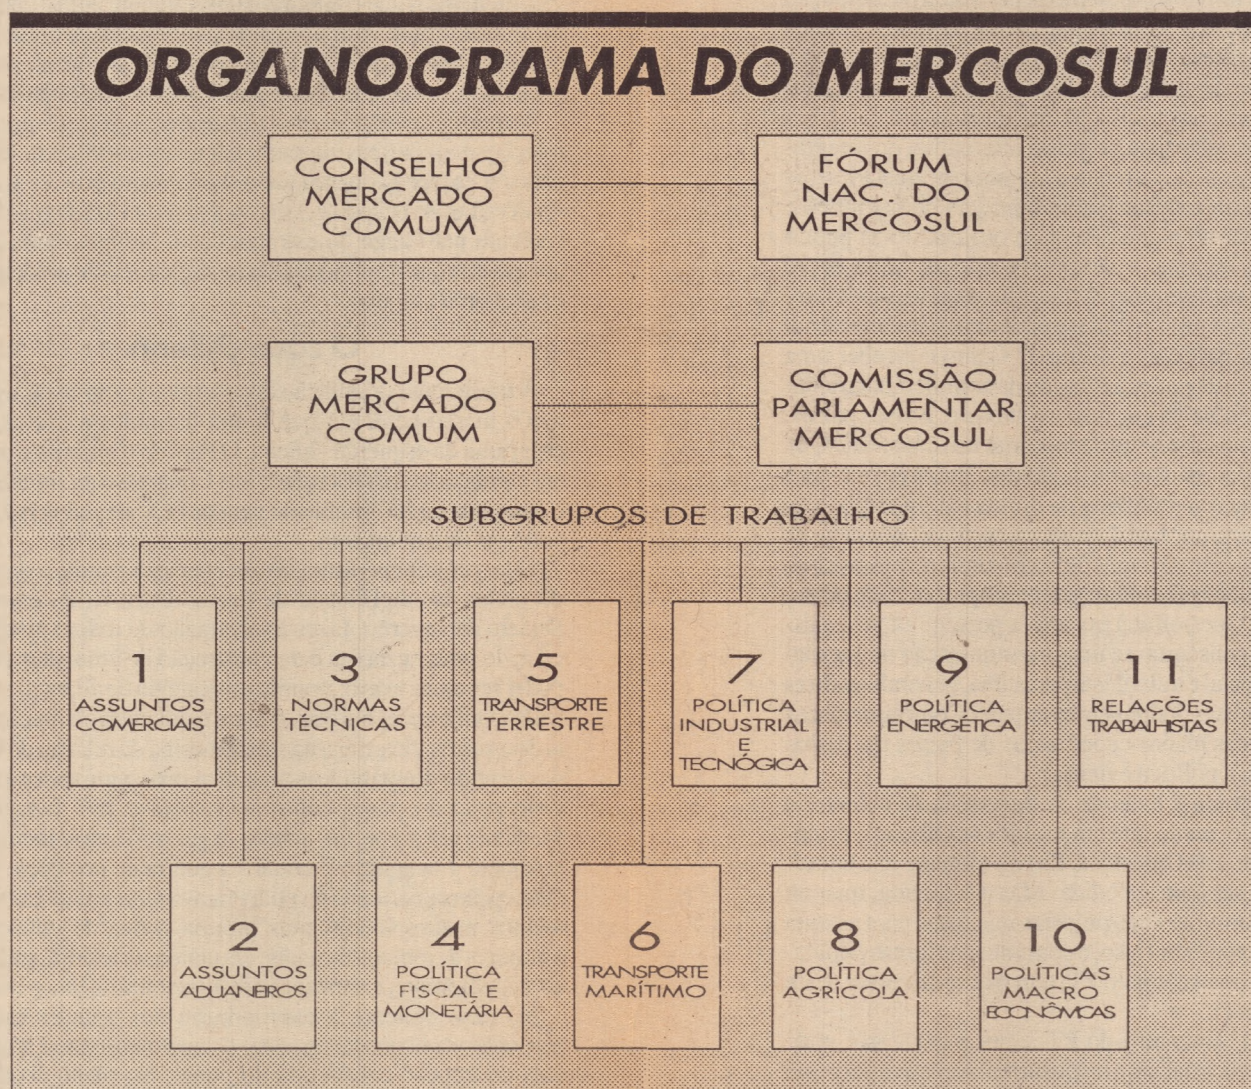 ORGANOGRAMA DO MERCOSUL
CONSELHO
MERCADO
COMUM
FÓRUM
NAC. DO
MERCOSUL
GRUPO
MERCADO
COMUM
COMISSÃO
PARLAMENTAR
MERCOSUL
SUBGRUPOS DE TRABALHO
1
ASSUNTOS
COMERCIAIS
3
NORMAS
TÉCNICAS
5
TRANSPORTE
TERRESTRE
7
POLÍTICA
INDUSTRIAL
E
TECNÓGICA
9
POLÍTICA
ENERGÉTICA
11
RELAÇÕES
TRABALHISTAS
2
ASSUNTOS
ADUANEIROS
4
POLÍTICA
FISCAL E
MONETÁRIA
6
TRANSPORTE
MARÍTIMO
8
POLÍTICA
AGRÍCOLA
10
POLÍTICAS
MACRO
ECONÔMICAS